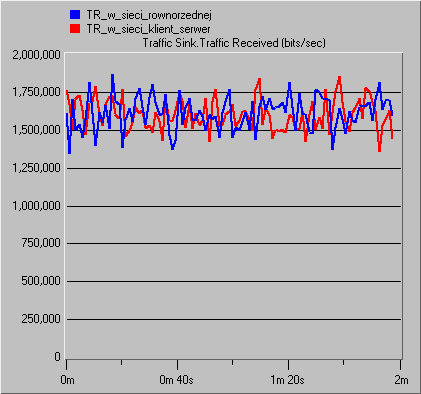 TR_w_sieci_rownorzednej
TR_w_sieci_klient_serwer
Traffic Sink.Traffic Received (bits/sec)
2,000,000
1,750,000
1,500,000
1,250,000
1,000,000
750,000
500,000
250,000
0
0m 0m 40s 1m 20s 2m